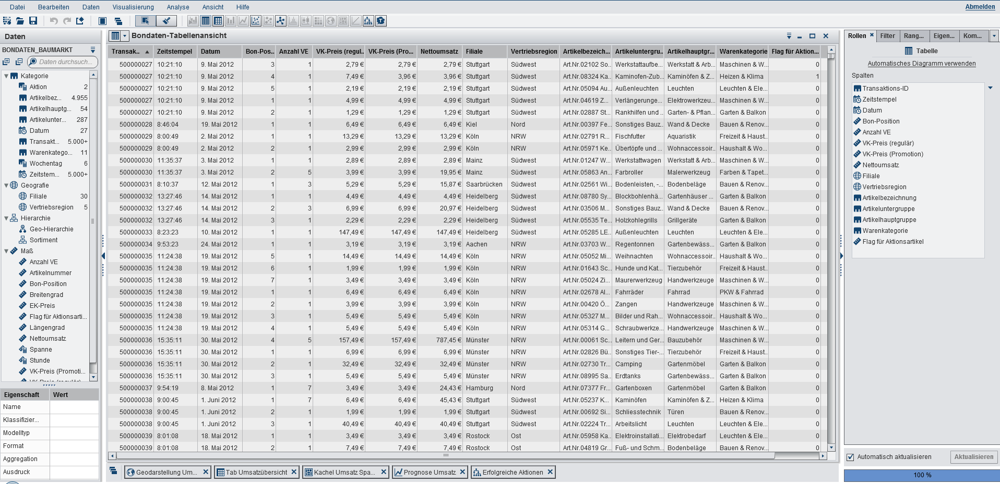 Datei Bearbeiten Daten Visualisierung Analyse Ansicht Hilfe Abmelden
Daten
BONDATEN_BAUMARKT
Daten durchsuch...
Kategorie
Aktion 2
Artikelbez... 4.955
Artikelhauptg... 54
Artikelunter... 287
Datum 27
Transakt... 5.000+
Warenkatego... 11
Wochentag 6
Zeitstem... 5.000+
Geografie
Filiale 30
Vertriebsregion 5
Hierarchie
Geo-Hierarchie
Sortiment
Maß
Anzahl VE
Artikelnummer
Bon-Position
Breitengrad
EK-Preis
Flag für Aktionsarti...
Längengrad
Nettoumsatz
Spanne
Stunde
VK-Preis (Promoti...
Eigenschaft Wert
Name
Klassifizier...
Modelltyp
Format
Aggregation
Ausdruck
Bondaten-Tabellenansicht
Transak... Zeitstempel Datum Bon-Pos... Anzahl VE VK-Preis (regul... VK-Preis (Pro... Nettoumsatz Filiale Vertriebsregion Artikelbezeich... Artikeluntergru... Artikelhauptgr... Warenkategorie Flag für Aktion...
500000027 10:21:10 9. Mai 2012 3 1 2,79 € 2,79 € 2,79 € Stuttgart Südwest Art.Nr.02102 So... Werkstattaufbe... Werkstatt & Arb... Maschinen & W... 0
500000027 10:21:10 9. Mai 2012 4 1 7,49 € 3,96 € 3,96 € Stuttgart Südwest Art.Nr.08324 Ka... Kaminofen-Zub... Kaminöfen & Z... Heizen & Klima 1
500000027 10:21:10 9. Mai 2012 5 1 2,19 € 2,19 € 2,19 € Stuttgart Südwest Art.Nr.05094 Au... Außenleuchten Leuchten Leuchten & Ele... 0
500000027 10:21:10 9. Mai 2012 1 1 4,99 € 4,99 € 4,99 € Stuttgart Südwest Art.Nr.04619 Z... Verlängerunge... Elektrowerkzeu... Maschinen & W... 0
500000027 10:21:10 9. Mai 2012 2 1 1,29 € 1,29 € 1,29 € Stuttgart Südwest Art.Nr.02887 St... Rankhilfen und ... Garten- & Pflan... Garten & Balkon 0
500000028 8:46:04 19. Mai 2012 1 1 6,49 € 6,49 € 6,49 € Kiel Nord Art.Nr.00397 Fe... Sonstiges Bauz... Wand & Decke Bauen & Renov... 0
500000029 8:00:49 2. Mai 2012 1 1 13,29 € 13,29 € 13,29 € Köln NRW Art.Nr.02791 R... Fischfutter Aquaristik Freizeit & Haust... 0
500000029 8:00:49 2. Mai 2012 2 1 2,99 € 2,99 € 2,99 € Köln NRW Art.Nr.05971 Ke... Übertöpfe und ... Wohnaccessoir... Haushalt & Wo... 0
500000030 11:35:37 3. Mai 2012 1 1 2,89 € 2,89 € 2,89 € Mainz Südwest Art.Nr.01247 W... Werkstattwagen Werkstatt & Arb... Maschinen & W... 0
500000030 11:35:37 3. Mai 2012 2 5 3,99 € 3,99 € 19,95 € Mainz Südwest Art.Nr.05863 An... Farbroller Malerwerkzeug Farben & Tapet... 0
500000031 8:10:37 12. Mai 2012 1 3 5,29 € 5,29 € 15,87 € Saarbrücken Südwest Art.Nr.02561 Wi... Bodenleisten, -... Bodenbeläge Bauen & Renov... 0
500000032 13:27:46 14. Mai 2012 1 1 4,49 € 4,49 € 4,49 € Heidelberg Südwest Art.Nr.08780 Sy... Blockbohlenhä... Gartenhäuser ... Garten & Balkon 0
500000032 13:27:46 14. Mai 2012 2 3 6,99 € 6,99 € 20,97 € Heidelberg Südwest Art.Nr.03506 M... Sonstiges Bauz... Wand & Decke Bauen & Renov... 0
500000032 13:27:46 14. Mai 2012 3 1 2,29 € 2,29 € 2,29 € Heidelberg Südwest Art.Nr.05535 Te... Holzkohlegrills Grillgeräte Garten & Balkon 0
500000033 8:23:23 10. Mai 2012 1 1 147,49 € 147,49 € 147,49 € Heidelberg Südwest Art.Nr.05285 LE... Außenleuchten Leuchten Leuchten & Ele... 0
500000034 9:53:23 24. Mai 2012 1 1 3,19 € 3,19 € 3,19 € Aachen NRW Art.Nr.03703 W... Regentonnen Gartenbewäss... Garten & Balkon 0
500000035 11:24:38 19. Mai 2012 5 1 14,49 € 14,49 € 14,49 € Köln NRW Art.Nr.05052 Mi... Weihnachten Wohnaccessoir... Haushalt & Wo... 0
500000035 11:24:38 19. Mai 2012 6 1 1,99 € 1,99 € 1,99 € Köln NRW Art.Nr.01643 Sc... Hunde und Kat... Tierzubehör Freizeit & Haust... 0
500000035 11:24:38 19. Mai 2012 7 1 3,49 € 3,49 € 3,49 € Köln NRW Art.Nr.05024 Zi... Maurerwerkzeug Handwerkzeuge Maschinen & W... 0
500000035 11:24:38 19. Mai 2012 1 1 6,49 € 6,49 € 6,49 € Köln NRW Art.Nr.02678 Al... Fahrräder Fahrrad PKW & Fahrrad 0
500000035 11:24:38 19. Mai 2012 2 1 3,99 € 3,99 € 3,99 € Köln NRW Art.Nr.00420 Ö... Zangen Handwerkzeuge Maschinen & W... 0
500000035 11:24:38 19. Mai 2012 3 1 5,49 € 5,49 € 5,49 € Köln NRW Art.Nr.05327 M... Bilder und Rah... Wohnaccessoir... Haushalt & Wo... 0
500000035 11:24:38 19. Mai 2012 4 1 5,49 € 5,49 € 5,49 € Köln NRW Art.Nr.05314 G... Schraubwerkze... Handwerkzeuge Maschinen & W... 0
500000036 15:35:11 30. Mai 2012 4 5 157,49 € 157,49 € 787,45 € Münster NRW Art.Nr.00061 Sc... Leitern und Ger... Bauzubehör Maschinen & W... 0
500000036 15:35:11 30. Mai 2012 1 1 6,99 € 6,99 € 6,99 € Münster NRW Art.Nr.02826 Bü... Sonstiges Tier-... Tierzubehör Freizeit & Haust... 0
500000036 15:35:11 30. Mai 2012 2 1 32,49 € 32,49 € 32,49 € Münster NRW Art.Nr.02730 Tr... Camping Gartenmöbel Garten & Balkon 0
500000036 15:35:11 30. Mai 2012 3 1 5,49 € 5,49 € 5,49 € Münster NRW Art.Nr.08995 Sa... Erdtanks Gartenbewäss... Garten & Balkon 0
500000037 9:54:19 8. Mai 2012 1 7 3,49 € 3,49 € 24,43 € Hamburg Nord Art.Nr.07377 Fr... Gartenboxen Gartenmöbel Garten & Balkon 0
500000038 9:00:45 1. Juni 2012 1 7 6,49 € 6,49 € 45,43 € Stuttgart Südwest Art.Nr.05237 K... Kaminöfen Kaminöfen & Z... Heizen & Klima 0
500000038 9:00:45 1. Juni 2012 2 1 1,99 € 1,99 € 1,99 € Stuttgart Südwest Art.Nr.00692 Si... Schliesstechnik Türen Bauen & Renov... 0
500000038 9:00:45 1. Juni 2012 3 1 40,49 € 40,49 € 40,49 € Stuttgart Südwest Art.Nr.02224 Tr... Arbeitslicht Leuchten Leuchten & Ele... 0
500000039 8:01:08 18. Mai 2012 1 1 3,49 € 3,49 € 3,49 € Rostock Ost Art.Nr.05958 Ka... Elektroinstallati... Elektrobedarf Leuchten & Ele... 0
500000039 8:01:08 18. Mai 2012 2 1 7,49 € 7,49 € 7,49 € Rostock Ost Art.Nr.04819 Gr... Fuß- und Schm... Bodenbeläge Bauen & Renov... 0
Geodarstellung Um... Tab Umsatzübersicht Kachel Umsatz Spa... Prognose Umsatz Erfolgreiche Aktionen
Rollen Filter Rang... Eigen... Kom...
Tabelle
Automatisches Diagramm verwenden
Spalten
Transaktions-ID
Zeitstempel
Datum
Bon-Position
Anzahl VE
VK-Preis (regulär)
VK-Preis (Promotion)
Nettoumsatz
Filiale
Vertriebsregion
Artikelbezeichnung
Artikeluntergruppe
Artikelhauptgruppe
Warenkategorie
Flag für Aktionsartikel
Automatisch aktualisieren Aktualisieren
100 %